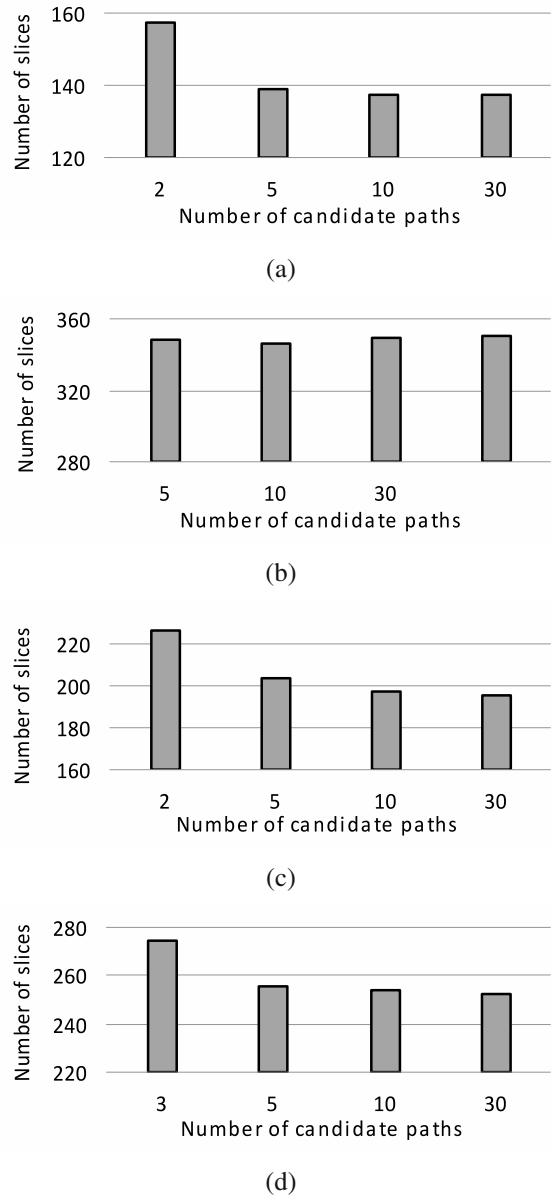 Number of slices
160
140
120
2 5 10 30
Number of candidate paths
(a)
Number of slices
360
320
280
5 10 30
Number of candidate paths
(b)
Number of slices
220
200
180
160
2 5 10 30
Number of candidate paths
(c)
Number of slices
280
260
240
220
3 5 10 30
Number of candidate paths
(d)